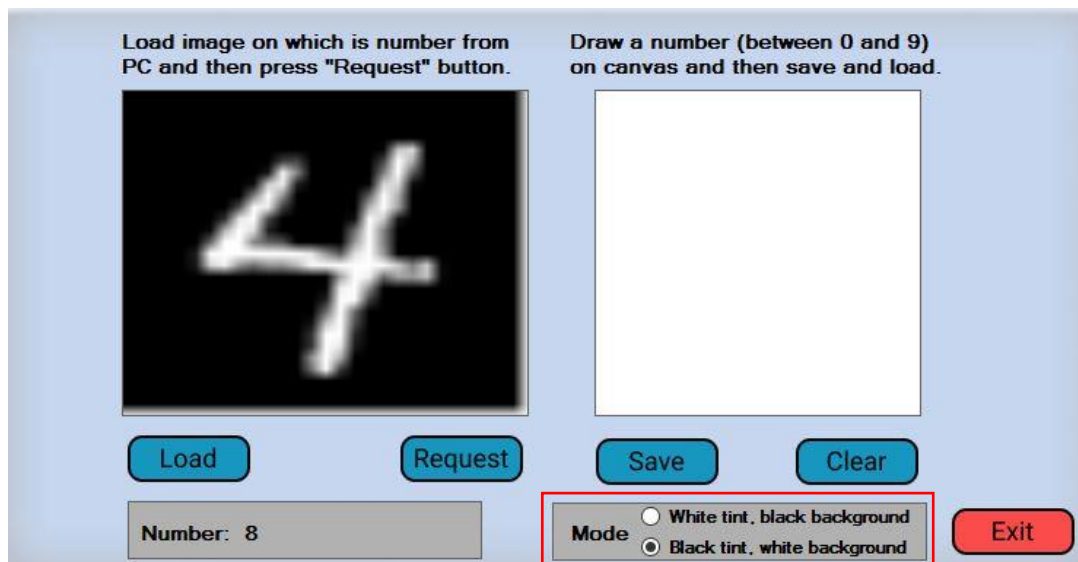 Load image on which is number from
PC and then press "Request" button.
Draw a number (between 0 and 9)
on canvas and then save and load.
4
Load
Request
Save
Clear
Number: 8
Mode
White tint, black background
Black tint, white background
Exit